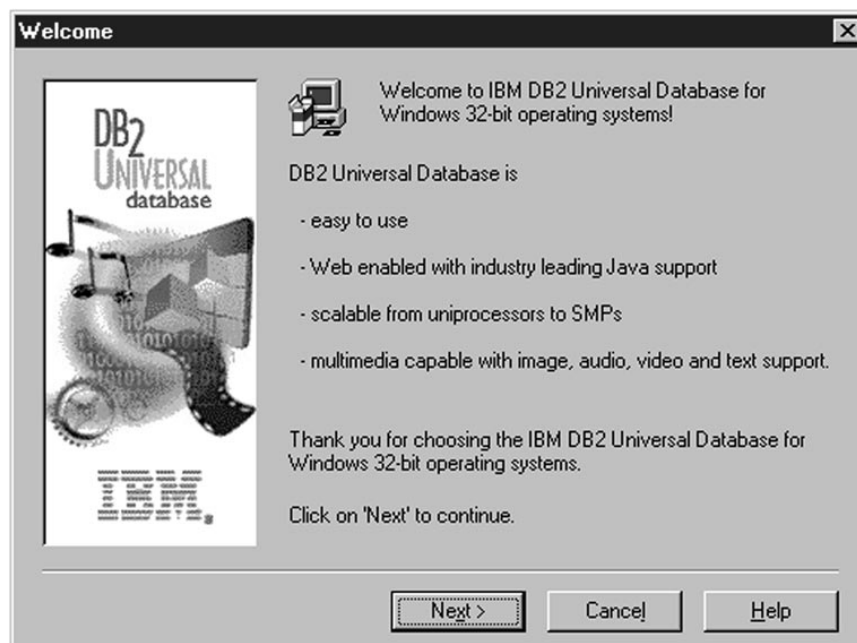 Welcome
DB2
UNIVERSAL
database
IBM
Welcome to IBM DB2 Universal Database for
Windows 32-bit operating systems!
DB2 Universal Database is
- easy to use
- Web enabled with industry leading Java support
- scalable from uniprocessors to SMPs
- multimedia capable with image, audio, video and text support.
Thank you for choosing the IBM DB2 Universal Database for
Windows 32-bit operating systems.
Click on 'Next' to continue.
Next >
Cancel
Help